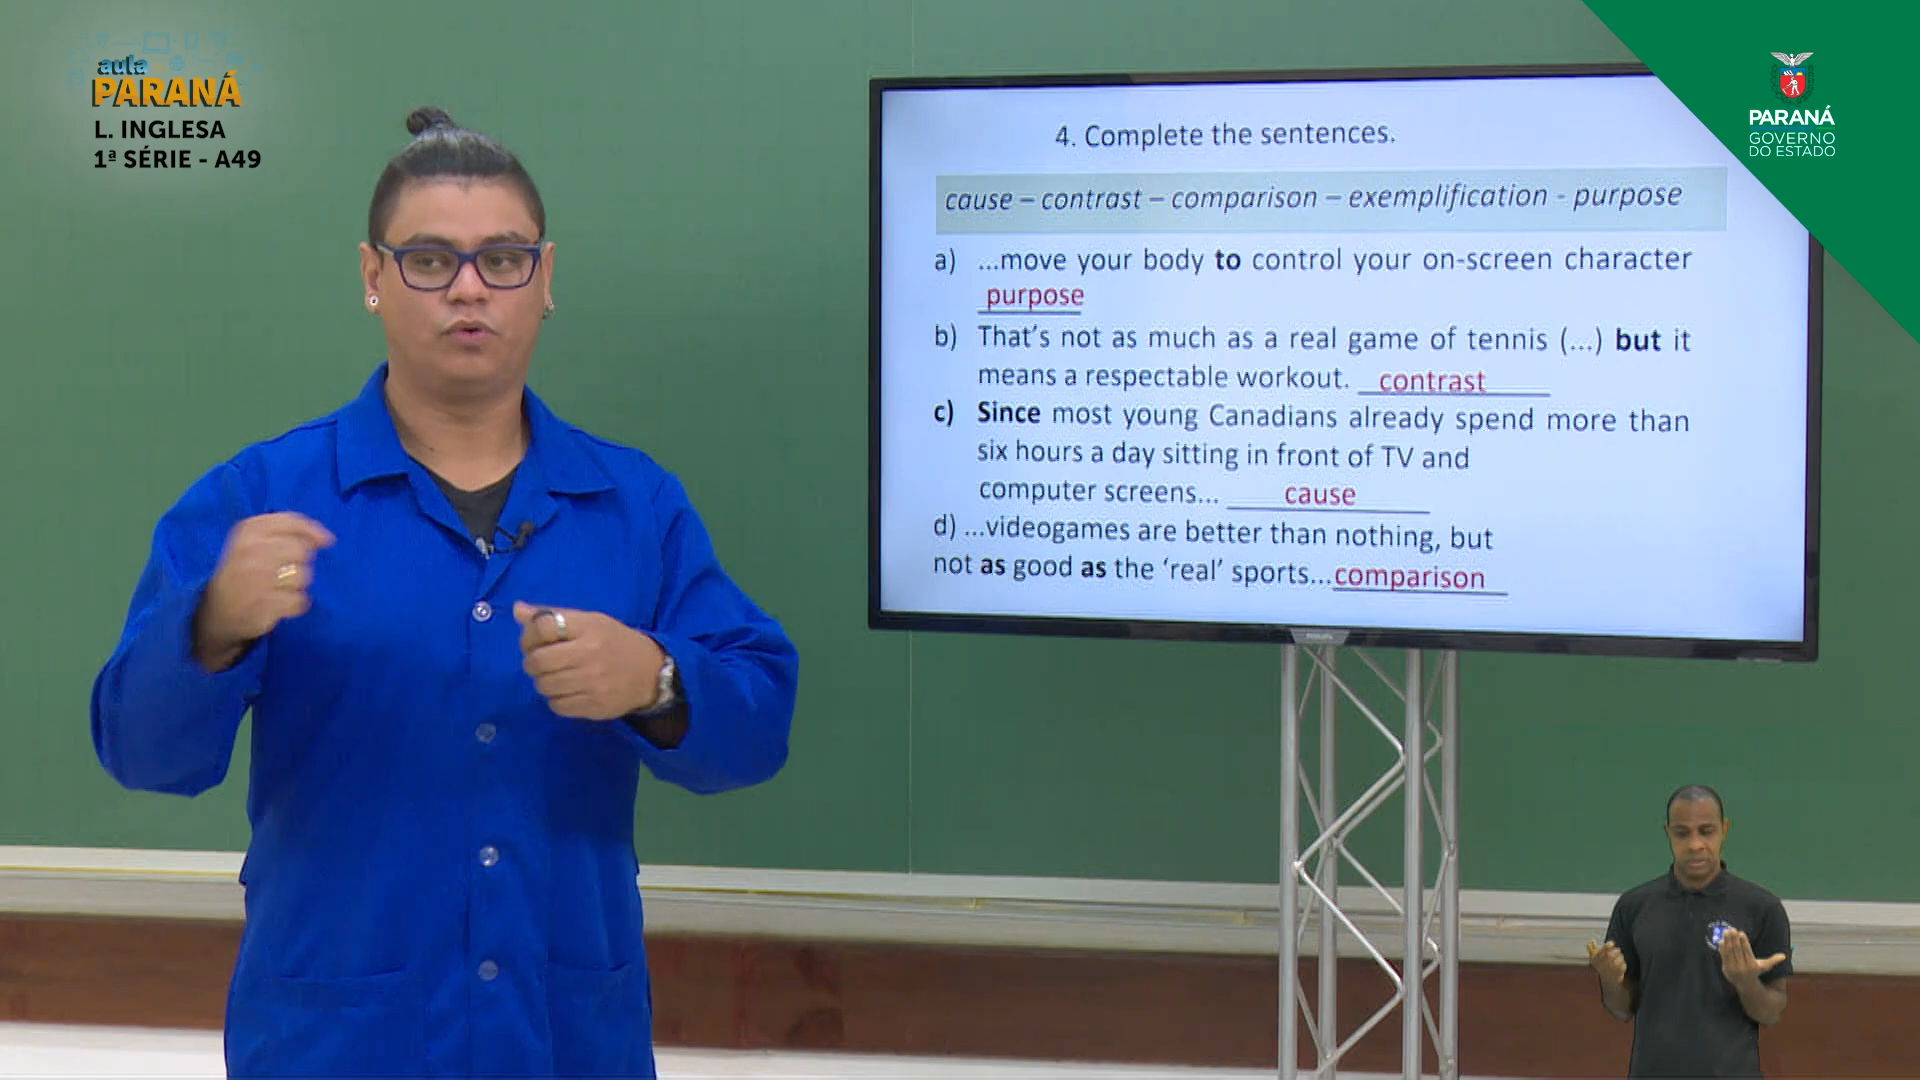 aula
PARANÁ
L. INGLESA
1ª SÉRIE - A49
4. Complete the sentences.
cause – contrast – comparison – exemplification - purpose
a) ...move your body to control your on-screen character
purpose
b) That's not as much as a real game of tennis (...) but it
means a respectable workout. contrast
c) Since most young Canadians already spend more than
six hours a day sitting in front of TV and
computer screens... cause
d) ...videogames are better than nothing, but
not as good as the 'real' sports...comparison
PHILIPS
PARANÁ
GOVERNO
DO ESTADO